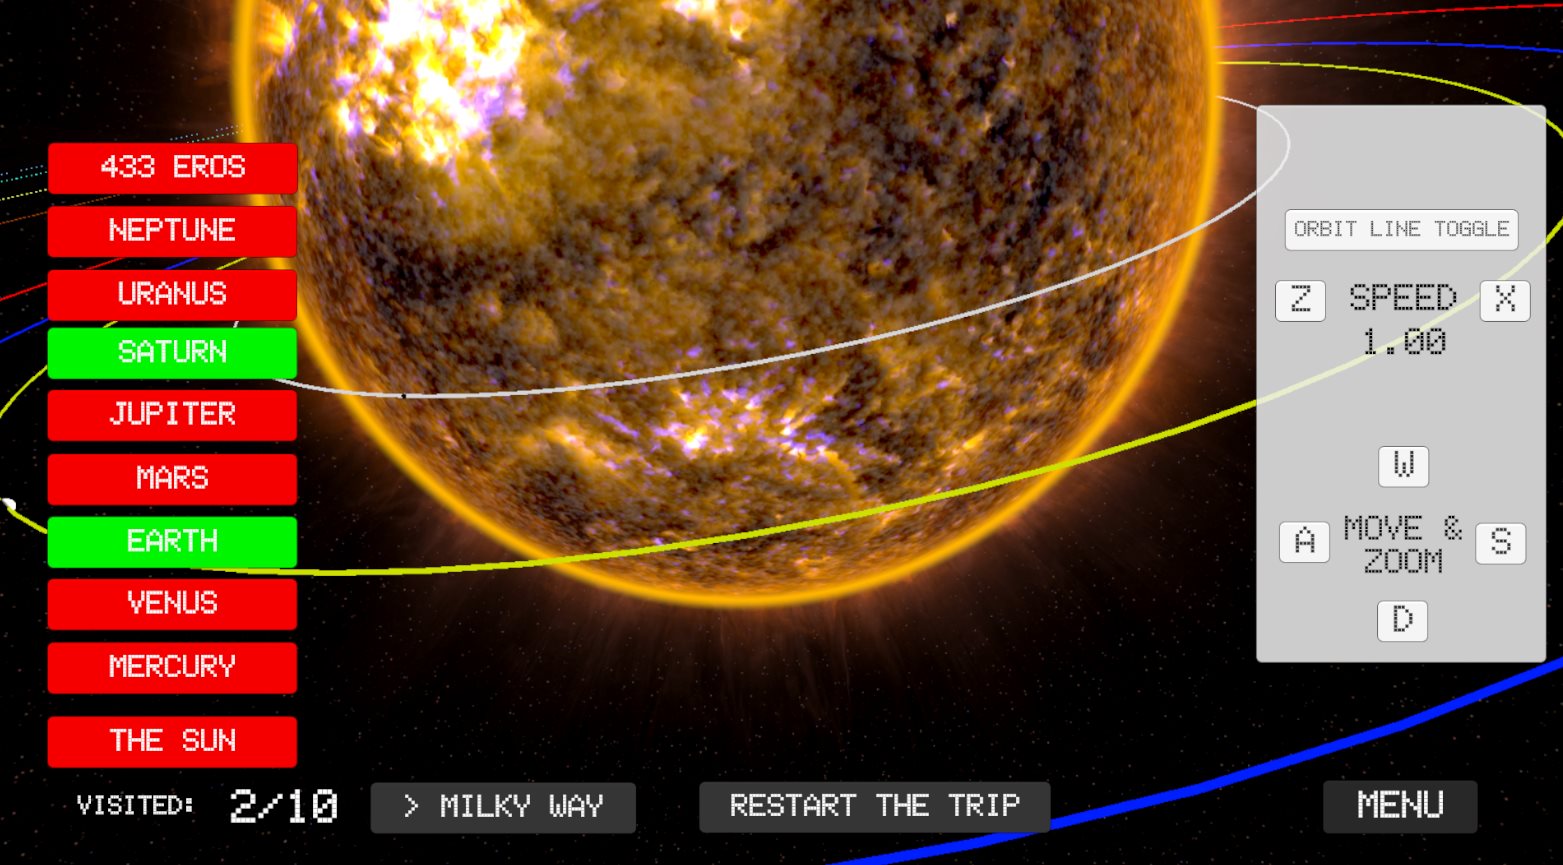 433 EROS
NEPTUNE
URANUS
SATURN
JUPITER
MARS
EARTH
VENUS
MERCURY
THE SUN
VISITED: 2/10
> MILKY WAY
RESTART THE TRIP
ORBIT LINE TOGGLE
Z SPEED X
1.00
W
A MOVE & S
ZOOM
D
MENU